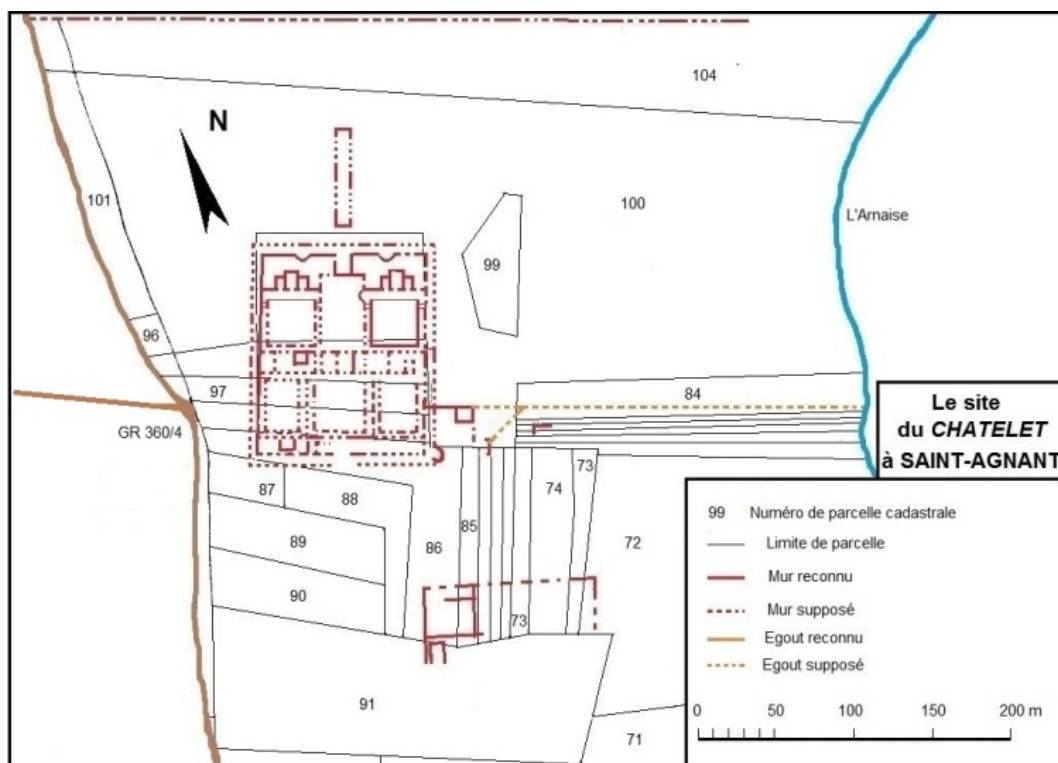 104
N
101
100
L'Arnaise
99
96
97
84
GR 360/4
Le site
du CHATELET
à SAINT-AGNANT
87
88
85
74
73
86
72
89
90
73
91
71
99 Numéro de parcelle cadastrale
Limite de parcelle
Mur reconnu
Mur supposé
Egout reconnu
Egout supposé
0 50 100 150 200 m